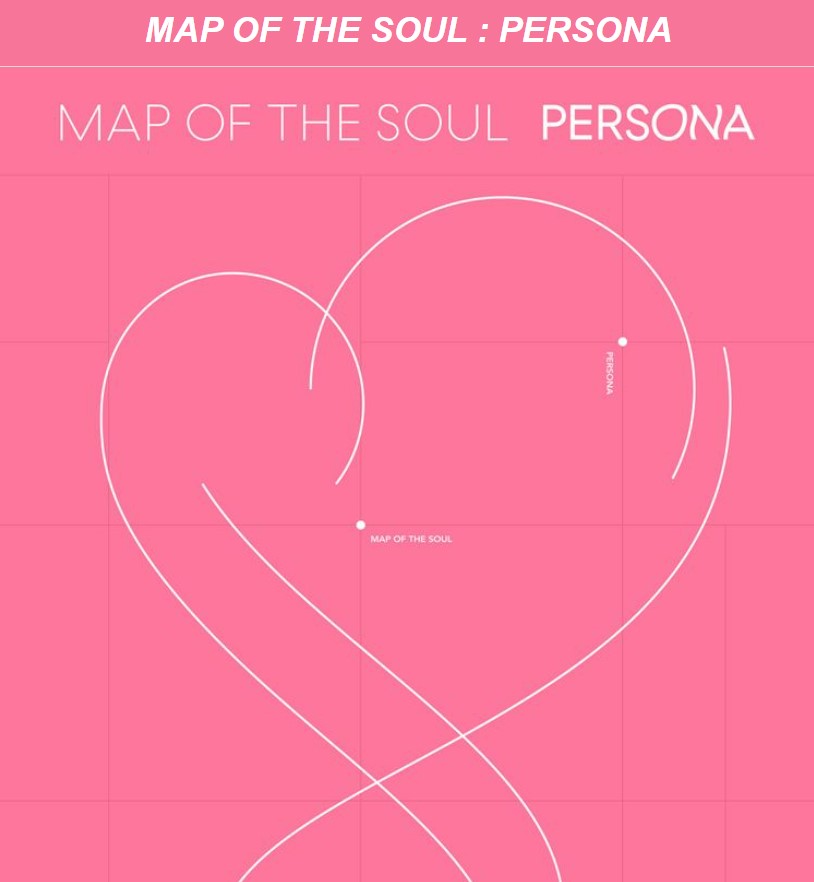 MAP OF THE SOUL : PERSONA
MAP OF THE SOUL PERSONA
PERSONA
MAP OF THE SOUL